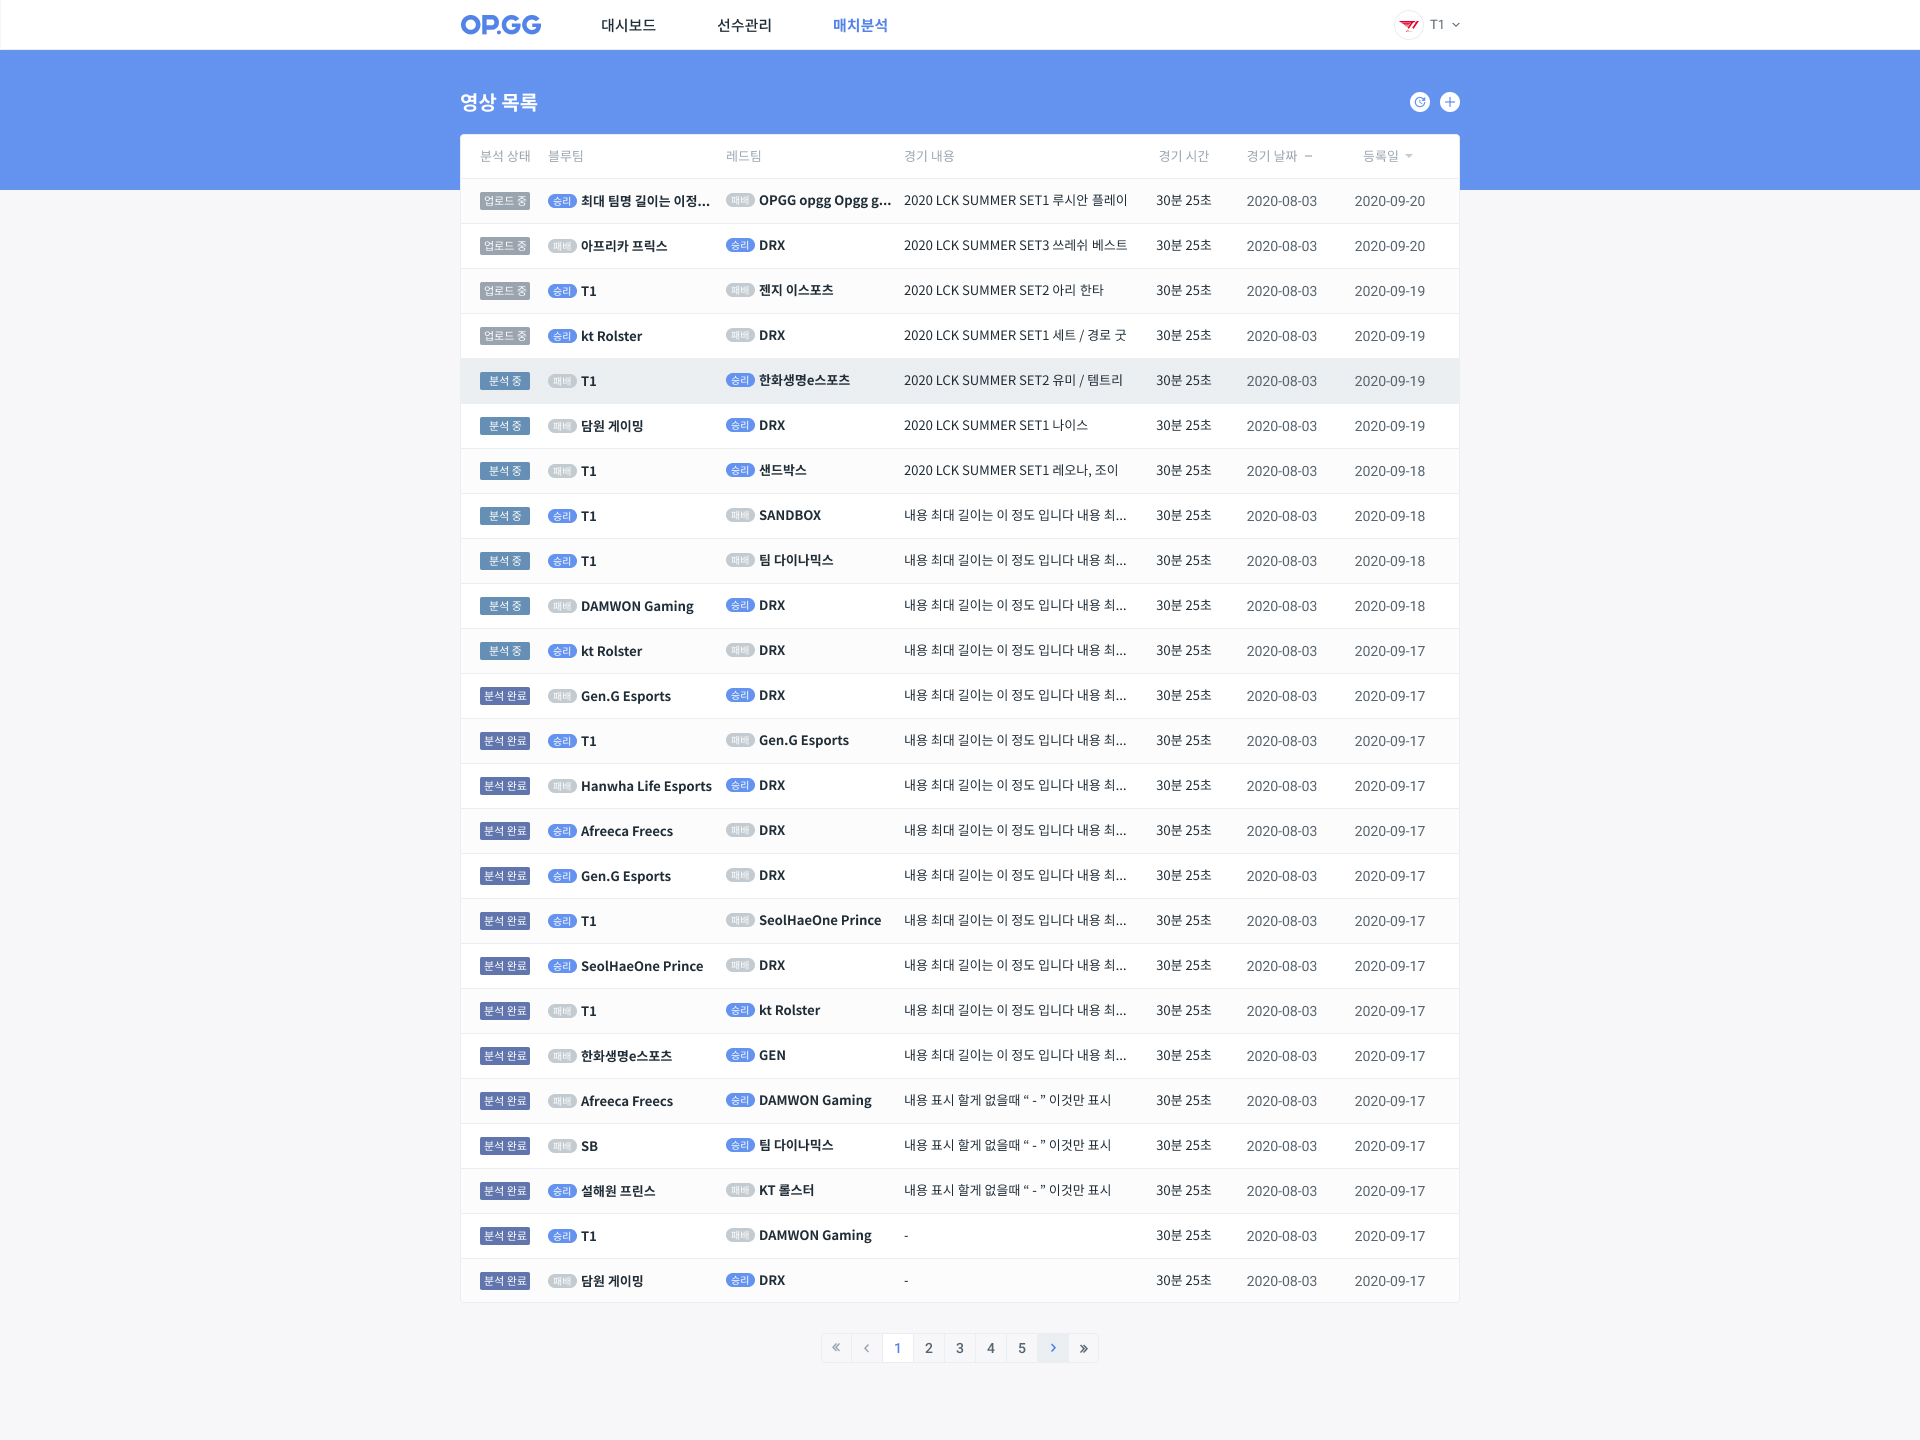 OP.GG 대시보드 선수관리 매치분석 T1
영상 목록
분석 상태 블루팀 레드팀 경기 내용 경기 시간 경기 날짜 등록일
업로드 중 승리 최대 팀명 길이는 이정... 패배 OPGG opgg Opgg g... 2020 LCK SUMMER SET1 루시안 플레이 30분 25초 2020-08-03 2020-09-20
업로드 중 패배 아프리카 프릭스 승리 DRX 2020 LCK SUMMER SET3 쓰레쉬 베스트 30분 25초 2020-08-03 2020-09-20
업로드 중 승리 T1 패배 젠지 이스포츠 2020 LCK SUMMER SET2 아리 한타 30분 25초 2020-08-03 2020-09-19
업로드 중 승리 kt Rolster 패배 DRX 2020 LCK SUMMER SET1 세트 / 경로 굿 30분 25초 2020-08-03 2020-09-19
분석 중 패배 T1 승리 한화생명e스포츠 2020 LCK SUMMER SET2 유미 / 템트리 30분 25초 2020-08-03 2020-09-19
분석 중 패배 담원 게이밍 승리 DRX 2020 LCK SUMMER SET1 나이스 30분 25초 2020-08-03 2020-09-19
분석 중 패배 T1 승리 샌드박스 2020 LCK SUMMER SET1 레오나, 조이 30분 25초 2020-08-03 2020-09-18
분석 중 승리 T1 패배 SANDBOX 내용 최대 길이는 이 정도 입니다 내용 최... 30분 25초 2020-08-03 2020-09-18
분석 중 승리 T1 패배 팀 다이나믹스 내용 최대 길이는 이 정도 입니다 내용 최... 30분 25초 2020-08-03 2020-09-18
분석 중 패배 DAMWON Gaming 승리 DRX 내용 최대 길이는 이 정도 입니다 내용 최... 30분 25초 2020-08-03 2020-09-18
분석 중 승리 kt Rolster 패배 DRX 내용 최대 길이는 이 정도 입니다 내용 최... 30분 25초 2020-08-03 2020-09-17
분석 완료 패배 Gen.G Esports 승리 DRX 내용 최대 길이는 이 정도 입니다 내용 최... 30분 25초 2020-08-03 2020-09-17
분석 완료 승리 T1 패배 Gen.G Esports 내용 최대 길이는 이 정도 입니다 내용 최... 30분 25초 2020-08-03 2020-09-17
분석 완료 패배 Hanwha Life Esports 승리 DRX 내용 최대 길이는 이 정도 입니다 내용 최... 30분 25초 2020-08-03 2020-09-17
분석 완료 승리 Afreeca Freecs 패배 DRX 내용 최대 길이는 이 정도 입니다 내용 최... 30분 25초 2020-08-03 2020-09-17
분석 완료 승리 Gen.G Esports 패배 DRX 내용 최대 길이는 이 정도 입니다 내용 최... 30분 25초 2020-08-03 2020-09-17
분석 완료 승리 T1 패배 SeolHaeOne Prince 내용 최대 길이는 이 정도 입니다 내용 최... 30분 25초 2020-08-03 2020-09-17
분석 완료 승리 SeolHaeOne Prince 패배 DRX 내용 최대 길이는 이 정도 입니다 내용 최... 30분 25초 2020-08-03 2020-09-17
분석 완료 패배 T1 승리 kt Rolster 내용 최대 길이는 이 정도 입니다 내용 최... 30분 25초 2020-08-03 2020-09-17
분석 완료 패배 한화생명e스포츠 승리 GEN 내용 최대 길이는 이 정도 입니다 내용 최... 30분 25초 2020-08-03 2020-09-17
분석 완료 패배 Afreeca Freecs 승리 DAMWON Gaming 내용 표시 할게 없을때 “ - ” 이것만 표시 30분 25초 2020-08-03 2020-09-17
분석 완료 패배 SB 승리 팀 다이나믹스 내용 표시 할게 없을때 “ - ” 이것만 표시 30분 25초 2020-08-03 2020-09-17
분석 완료 승리 설해원 프린스 패배 KT 롤스터 내용 표시 할게 없을때 “ - ” 이것만 표시 30분 25초 2020-08-03 2020-09-17
분석 완료 승리 T1 패배 DAMWON Gaming - 30분 25초 2020-08-03 2020-09-17
분석 완료 패배 담원 게이밍 승리 DRX - 30분 25초 2020-08-03 2020-09-17
« ‹ 1 2 3 4 5 › »